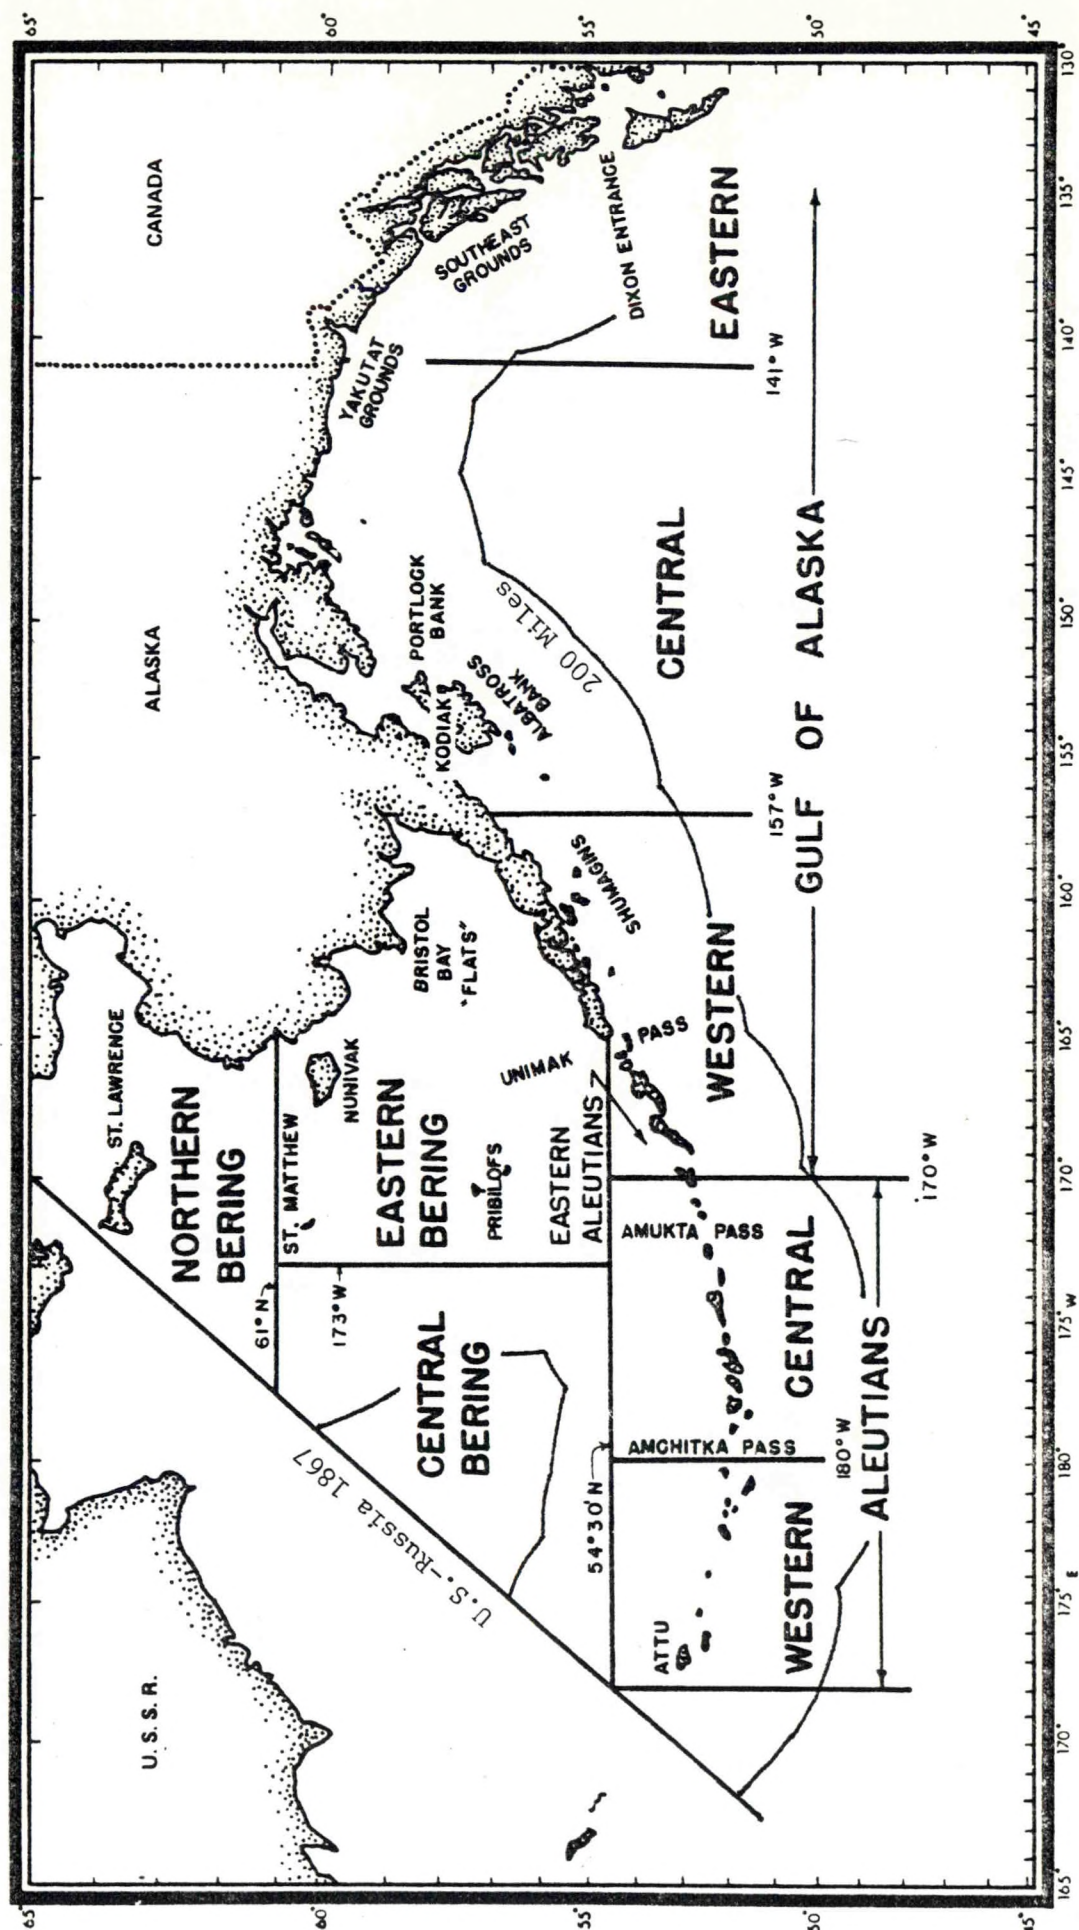 65°
60°
55°
50°
45°
U. S. S. R.
ALASKA
CANADA
ST. LAWRENCE
NORTHERN
BERING
61° N
ST. MATTHEW
NUNIVAK
173° W
U.S.-Russia 1867
CENTRAL
BERING
EASTERN
BERING
PRIBILOFS
BRISTOL
BAY
"FLATS"
KODIAK
PORTLOCK
BANK
ALBATROSS
BANK
YAKUTAT
GROUNDS
SOUTHEAST
GROUNDS
DIXON ENTRANCE
200 Miles
UNIMAK
PASS
EASTERN
ALEUTIANS
SHUMAGINS
54°30' N
ATTU
AMCHITKA PASS
AMUKTA PASS
WESTERN
CENTRAL
EASTERN
141° W
157° W
WESTERN
180° W
CENTRAL
GULF OF ALASKA
ALEUTIANS
170° W
65°
60°
50°
45°
165°
170°
175°
E
180°
175°
W
170°
165°
160°
155°
150°
145°
140°
135°
130°